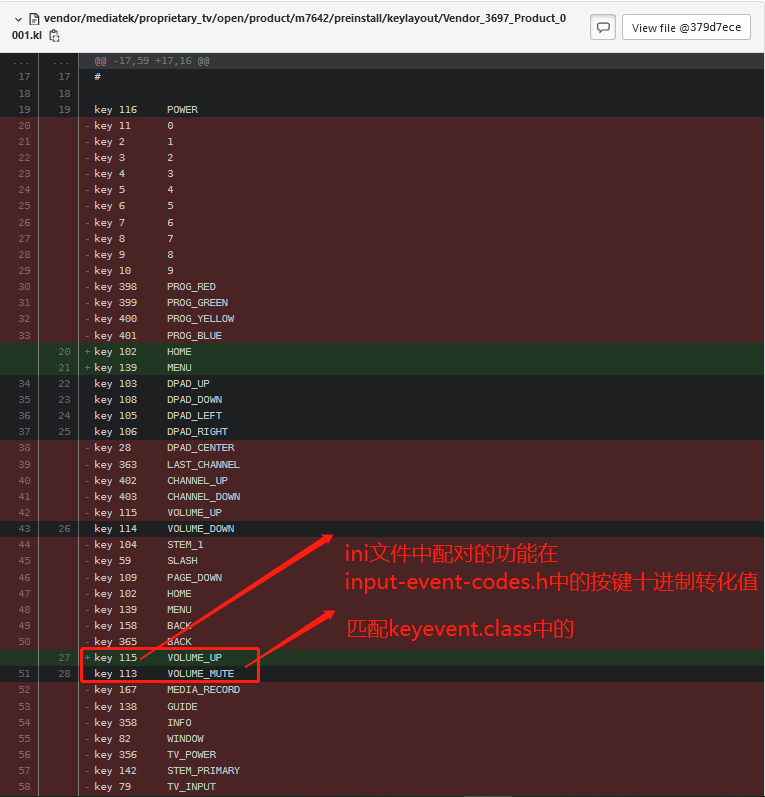 vendor/mediatek/proprietary_tv/open/product/m7642/preinstall/keylayout/Vendor_3697_Product_0
001.kl
View file @379d7ece
... ... @@ -17,59 +17,16 @@
17 17 #
18 18
19 19 key 116 POWER
20 - key 11 0
21 - key 2 1
22 - key 3 2
23 - key 4 3
24 - key 5 4
25 - key 6 5
26 - key 7 6
27 - key 8 7
28 - key 9 8
29 - key 10 9
30 - key 398 PROG_RED
31 - key 399 PROG_GREEN
32 - key 400 PROG_YELLOW
33 - key 401 PROG_BLUE
20 + key 102 HOME
21 + key 139 MENU
34 22 key 103 DPAD_UP
35 23 key 108 DPAD_DOWN
36 24 key 105 DPAD_LEFT
37 25 key 106 DPAD_RIGHT
38 - key 28 DPAD_CENTER
39 - key 363 LAST_CHANNEL
40 - key 402 CHANNEL_UP
41 - key 403 CHANNEL_DOWN
42 - key 115 VOLUME_UP
43 26 key 114 VOLUME_DOWN
44 - key 104 STEM_1
45 - key 59 SLASH
46 - key 109 PAGE_DOWN
47 - key 102 HOME
48 - key 139 MENU
49 - key 158 BACK
50 - key 365 BACK
27 + key 115 VOLUME_UP
51 28 key 113 VOLUME_MUTE
52 - key 167 MEDIA_RECORD
53 - key 138 GUIDE
54 - key 358 INFO
55 - key 82 WINDOW
56 - key 356 TV_POWER
57 - key 142 STEM_PRIMARY
58 - key 79 TV_INPUT
ini文件中配对的功能在
input-event-codes.h中的按键十进制转化值
匹配keyevent.class中的